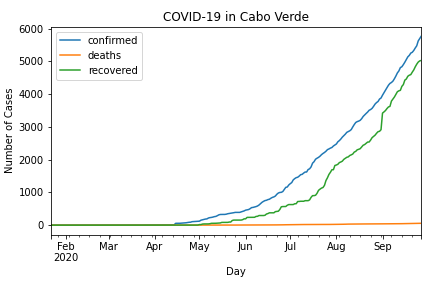 COVID-19 in Cabo Verde
confirmed
deaths
recovered
Number of Cases
6000
5000
4000
3000
2000
1000
0
Feb Mar Apr May Jun Jul Aug Sep
2020
Day